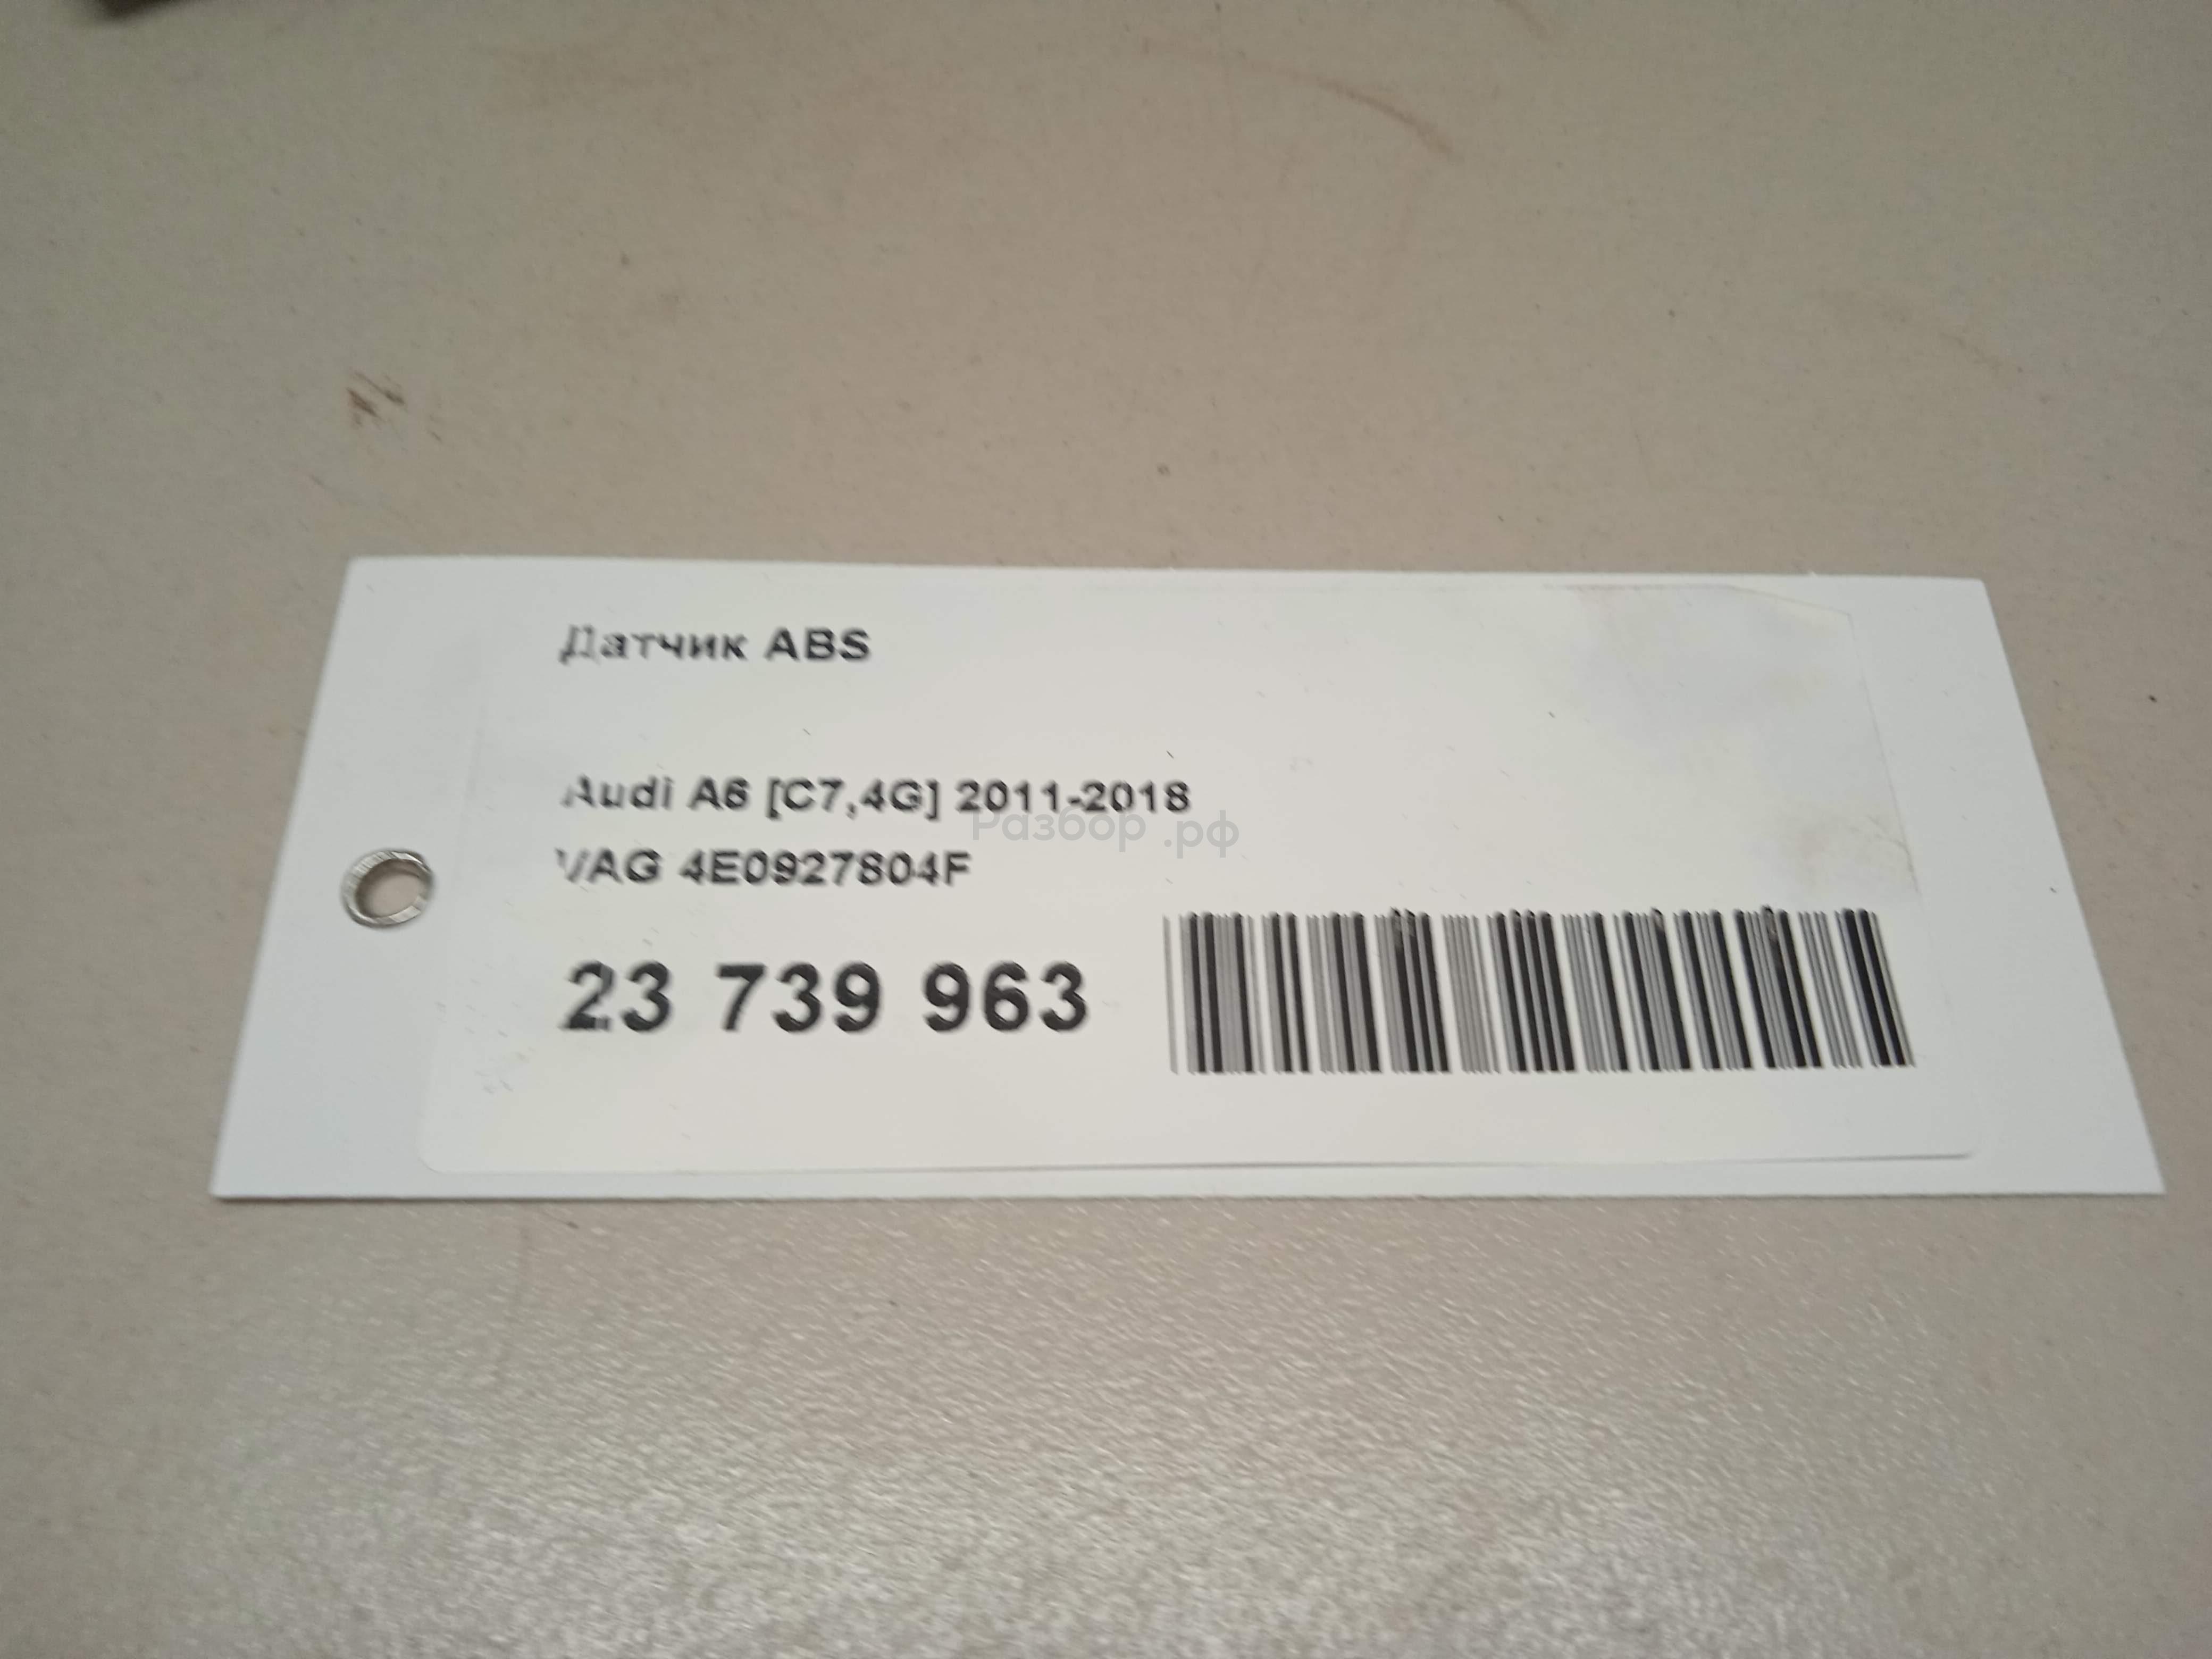 Датчик ABS
Audi A6 [C7,4G] 2011-2018
Разбор.рф
VAG 4E0927804F
23 739 963